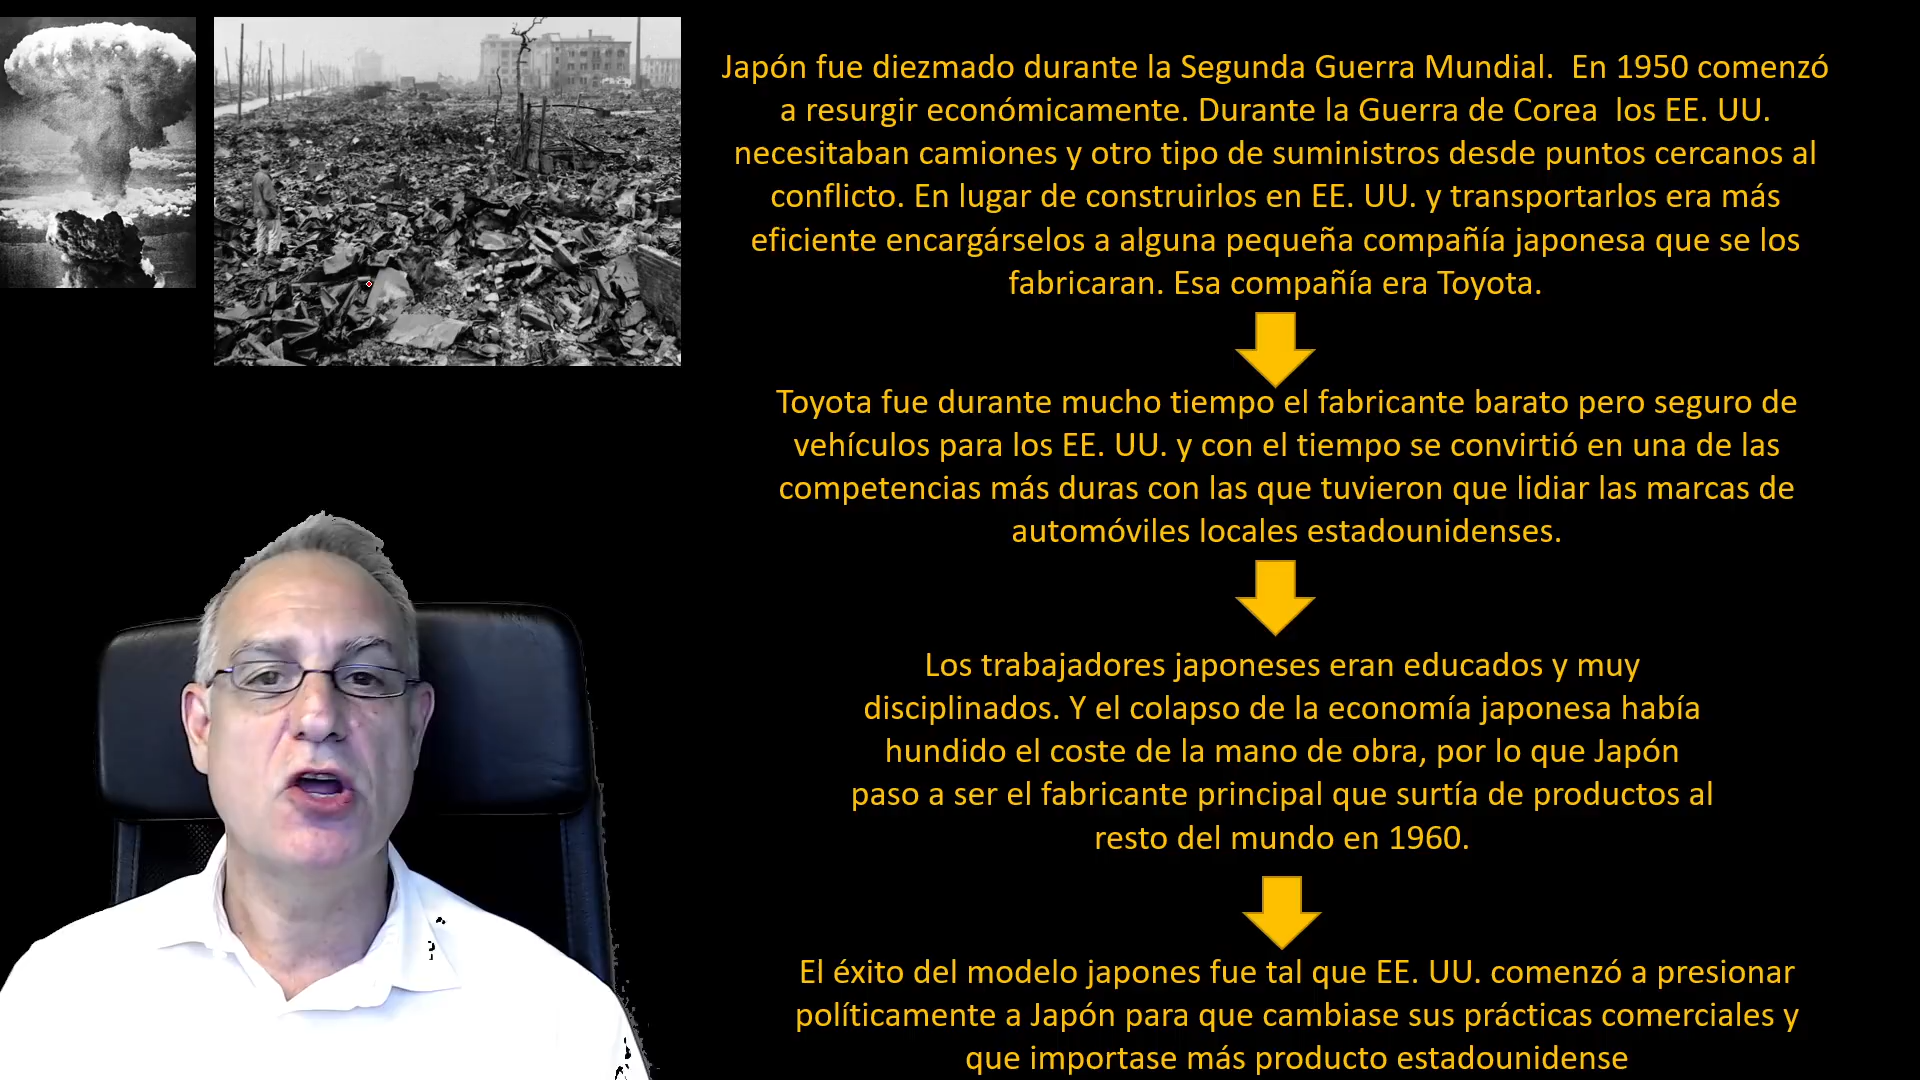 Japón fue diezmado durante la Segunda Guerra Mundial.  En 1950 comenzó
a resurgir económicamente. Durante la Guerra de Corea  los EE. UU.
necesitaban camiones y otro tipo de suministros desde puntos cercanos al
conflicto. En lugar de construirlos en EE. UU. y transportarlos era más
eficiente encargárselos a alguna pequeña compañía japonesa que se los
fabricaran. Esa compañía era Toyota.
Toyota fue durante mucho tiempo el fabricante barato pero seguro de
vehículos para los EE. UU. y con el tiempo se convirtió en una de las
competencias más duras con las que tuvieron que lidiar las marcas de
automóviles locales estadounidenses.
Los trabajadores japoneses eran educados y muy
disciplinados. Y el colapso de la economía japonesa había
hundido el coste de la mano de obra, por lo que Japón
paso a ser el fabricante principal que surtía de productos al
resto del mundo en 1960.
El éxito del modelo japones fue tal que EE. UU. comenzó a presionar
políticamente a Japón para que cambiase sus prácticas comerciales y
que importase más producto estadounidense